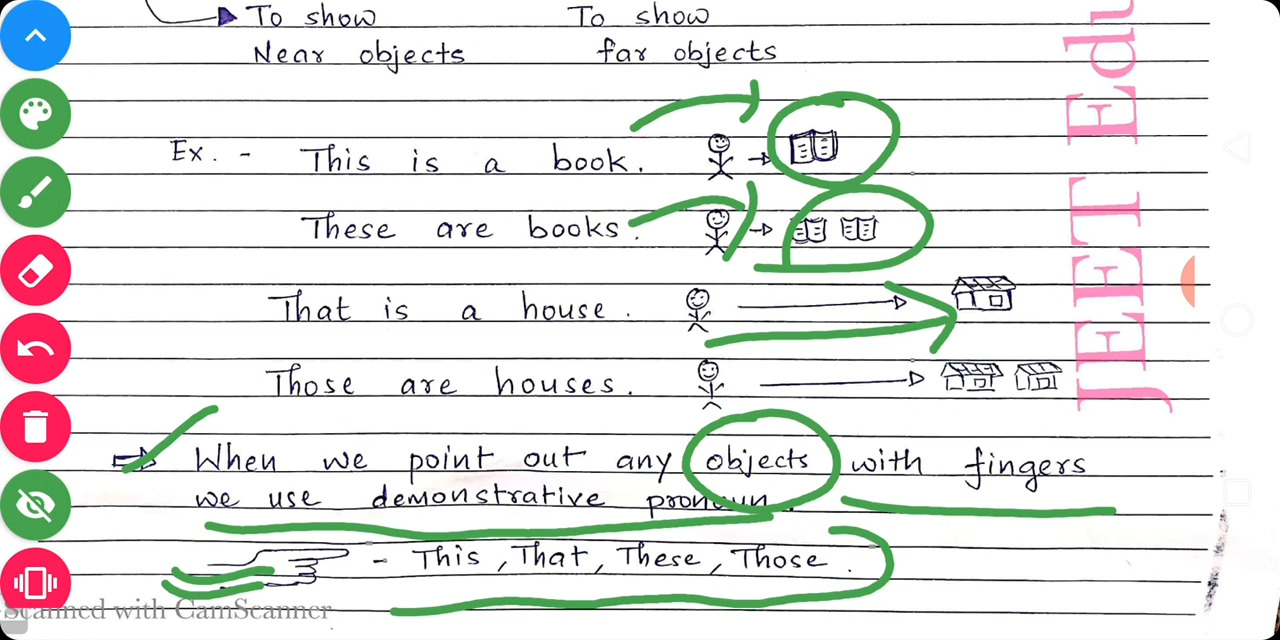 To show To show
Near objects far objects
Ex. - This is a book.
These are books.
That is a house.
Those are houses.
When we point out any objects with fingers
we use demonstrative pronoun.
- This, That, These, Those.
Scanned with CamScanner
JEET Edu